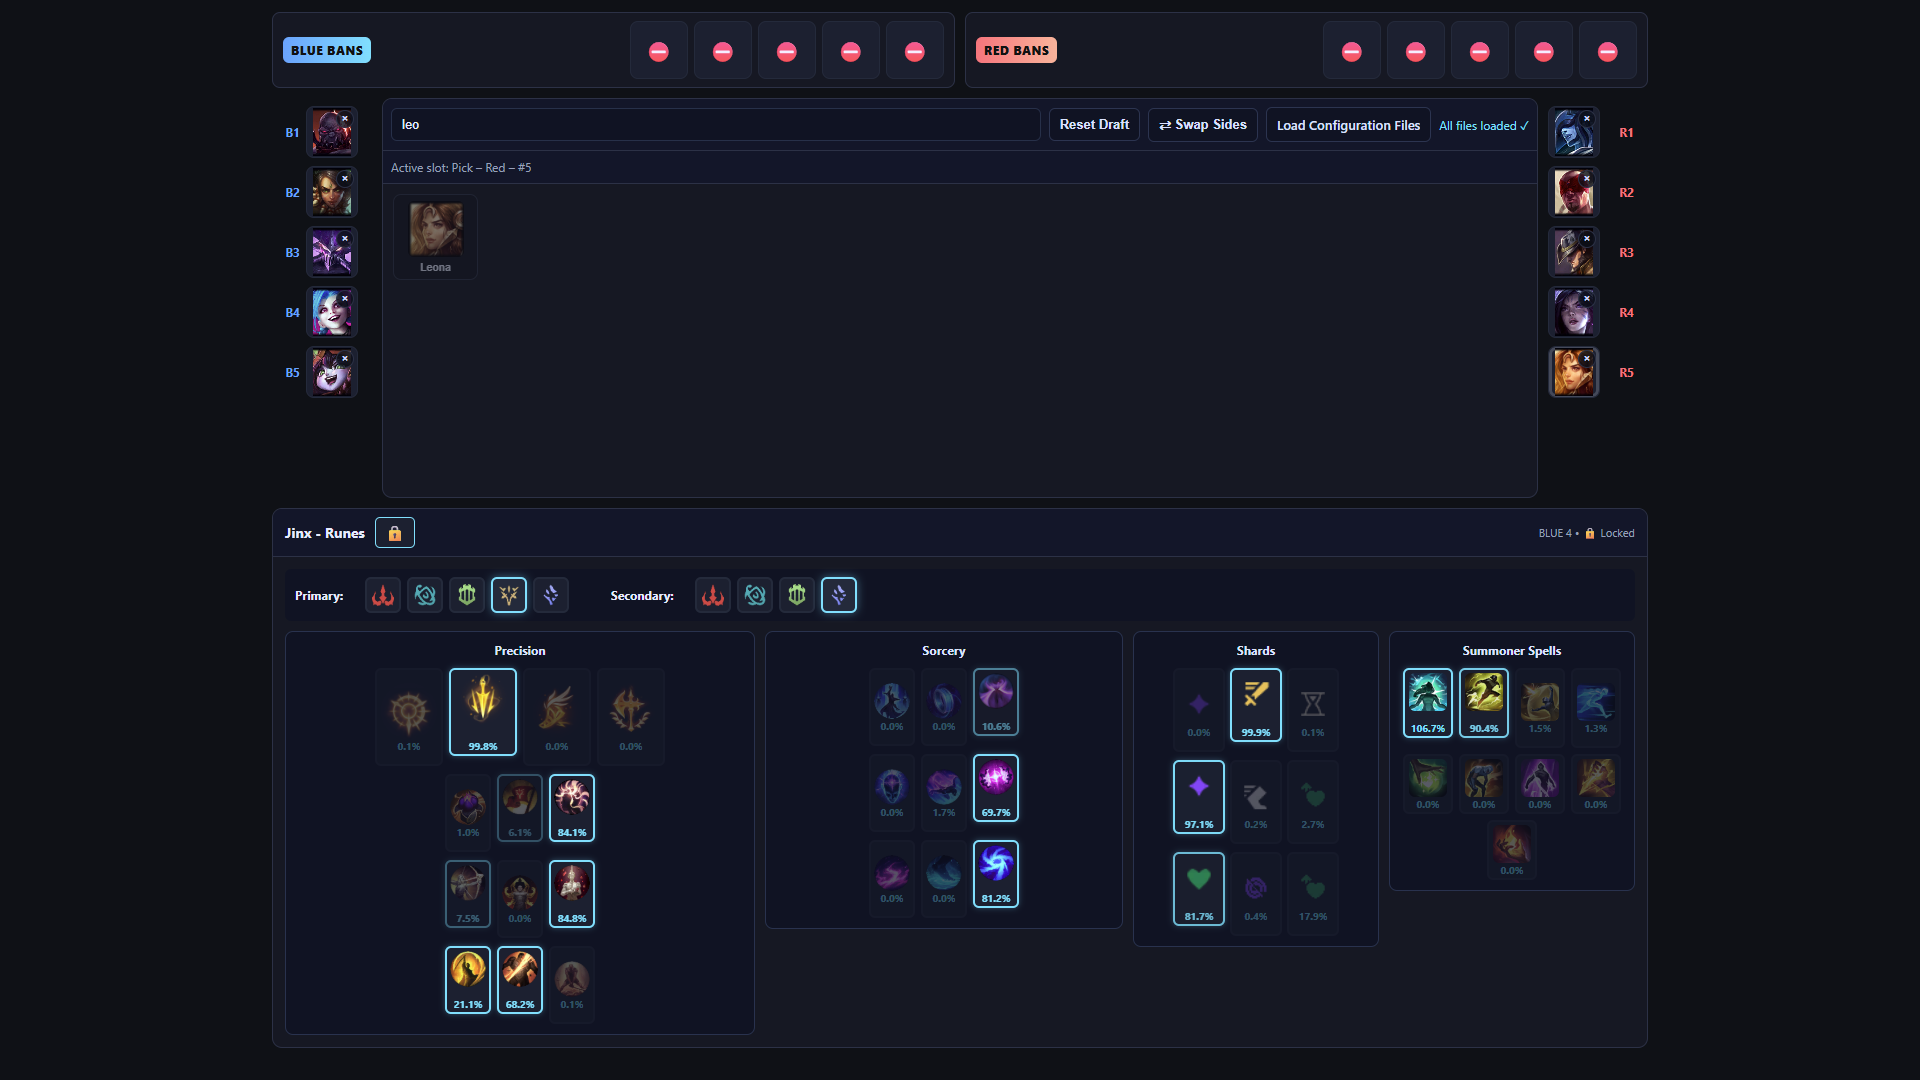 BLUE BANS
RED BANS
B1
leo
Reset Draft
⇄ Swap Sides
Load Configuration Files
All files loaded ✓
R1
Active slot: Pick – Red – #5
B2
R2
Leona
B3
R3
B4
R4
B5
R5
Jinx - Runes
BLUE 4 • 🔒 Locked
Primary:
Secondary:
Precision
0.1%
99.8%
0.0%
0.0%
1.0%
6.1%
84.1%
7.5%
0.0%
84.8%
21.1%
68.2%
0.1%
Sorcery
0.0%
0.0%
10.6%
0.0%
1.7%
69.7%
0.0%
0.0%
81.2%
Shards
0.0%
99.9%
0.1%
97.1%
0.2%
2.7%
81.7%
0.4%
17.9%
Summoner Spells
106.7%
90.4%
1.5%
1.3%
0.0%
0.0%
0.0%
0.0%
0.0%